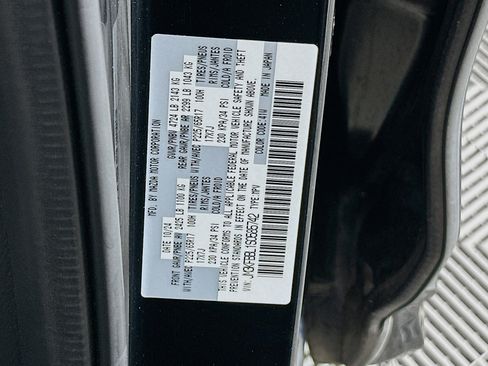 MFD BY MAZDA MOTOR CORPORATION
DATE 10/24 GVWR/PNBV 4724 LB 2143 KG
FRONT GAWR/PNBE AV 2425 LB 1100 KG REAR GAWR/PNBE AR 2299 LB 1043 KG
WITH/AVEC P225/65R17 100H TIRES/PNEUS WITH/AVEC P225/65R17 100H TIRES/PNEUS
17X7J RIMS/JANTES 17X7J RIMS/JANTES
230 KPA/34 PSI COLD/A FROID 230 KPA/34 PSI COLD/A FROID
THIS VEHICLE CONFORMS TO ALL APPLICABLE FEDERAL MOTOR VEHICLE SAFETY AND THEFT
PREVENTION STANDARDS IN EFFECT ON THE DATE OF MANUFACTURE SHOWN ABOVE.
VIN: TYPE:MPV COLOR CODE:41W MADE IN JAPAN